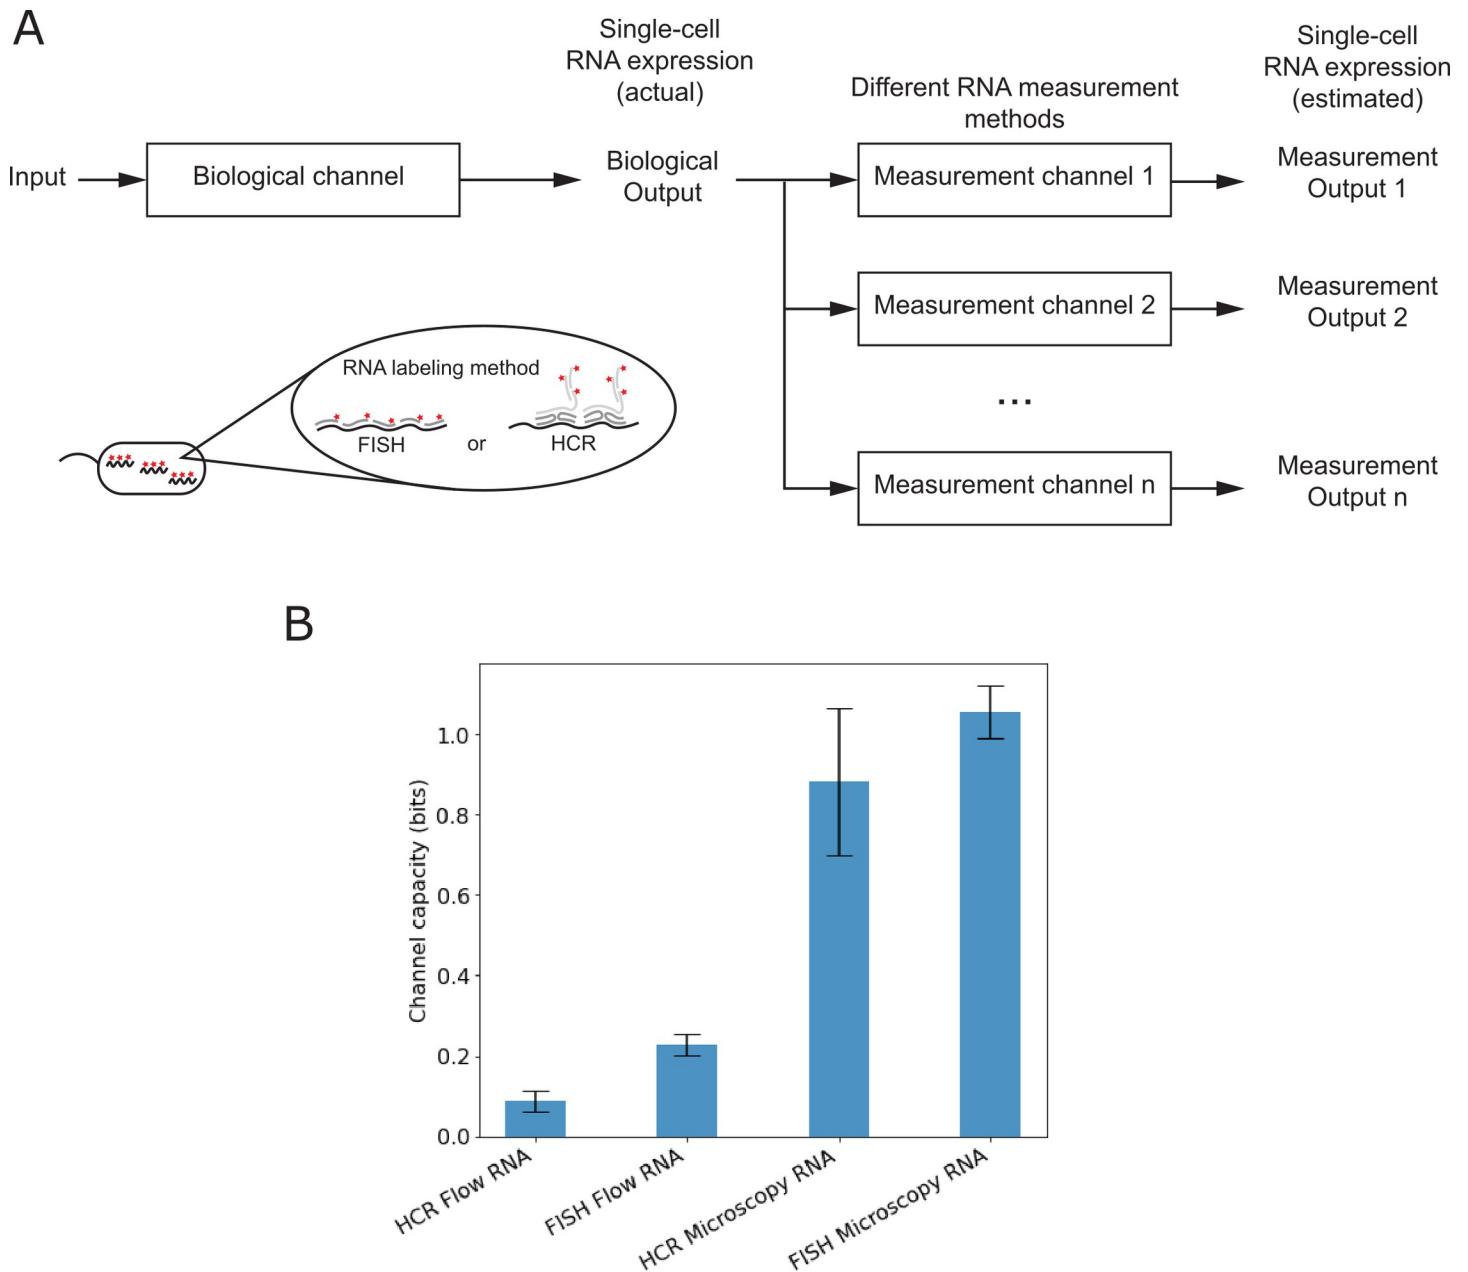 A
Single-cell
RNA expression
(actual)
Single-cell
RNA expression
(estimated)
Different RNA measurement
methods
Input
Biological channel
Biological
Output
Measurement channel 1
Measurement
Output 1
Measurement channel 2
Measurement
Output 2
...
Measurement channel n
Measurement
Output n
RNA labeling method
FISH
or
HCR
B
Channel capacity (bits)
1.0
0.8
0.6
0.4
0.2
0.0
HCR Flow RNA
FISH Flow RNA
HCR Microscopy RNA
FISH Microscopy RNA